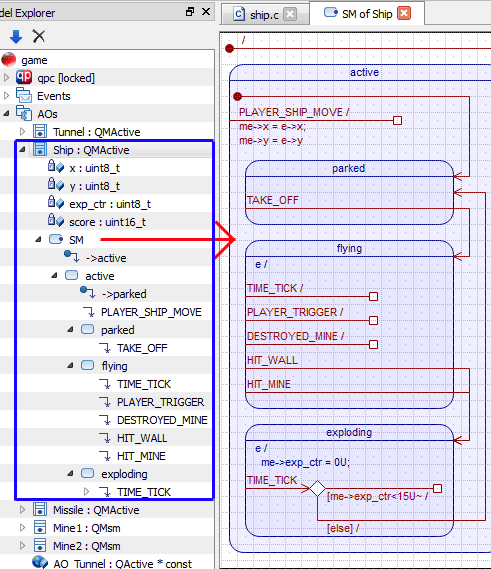 del Explorer
game
qpc [locked]
Events
AOs
Tunnel : QMActive
Ship : QMActive
x : uint8_t
y : uint8_t
exp_ctr : uint8_t
score : uint16_t
SM
->active
active
->parked
PLAYER_SHIP_MOVE
parked
TAKE_OFF
flying
TIME_TICK
PLAYER_TRIGGER
DESTROYED_MINE
HIT_WALL
HIT_MINE
exploding
TIME_TICK
Missile : QMActive
Mine1 : QMsm
Mine2 : QMsm
AO_Tunnel : QActive * const
ship.c
SM of Ship
/
active
PLAYER_SHIP_MOVE /
me->x = e->x;
me->y = e->y
parked
TAKE_OFF
flying
e /
TIME_TICK /
PLAYER_TRIGGER /
DESTROYED_MINE /
HIT_WALL
HIT_MINE
exploding
e /
me->exp_ctr = 0U;
TIME_TICK
[me->exp_ctr<15U~ /
[else] /